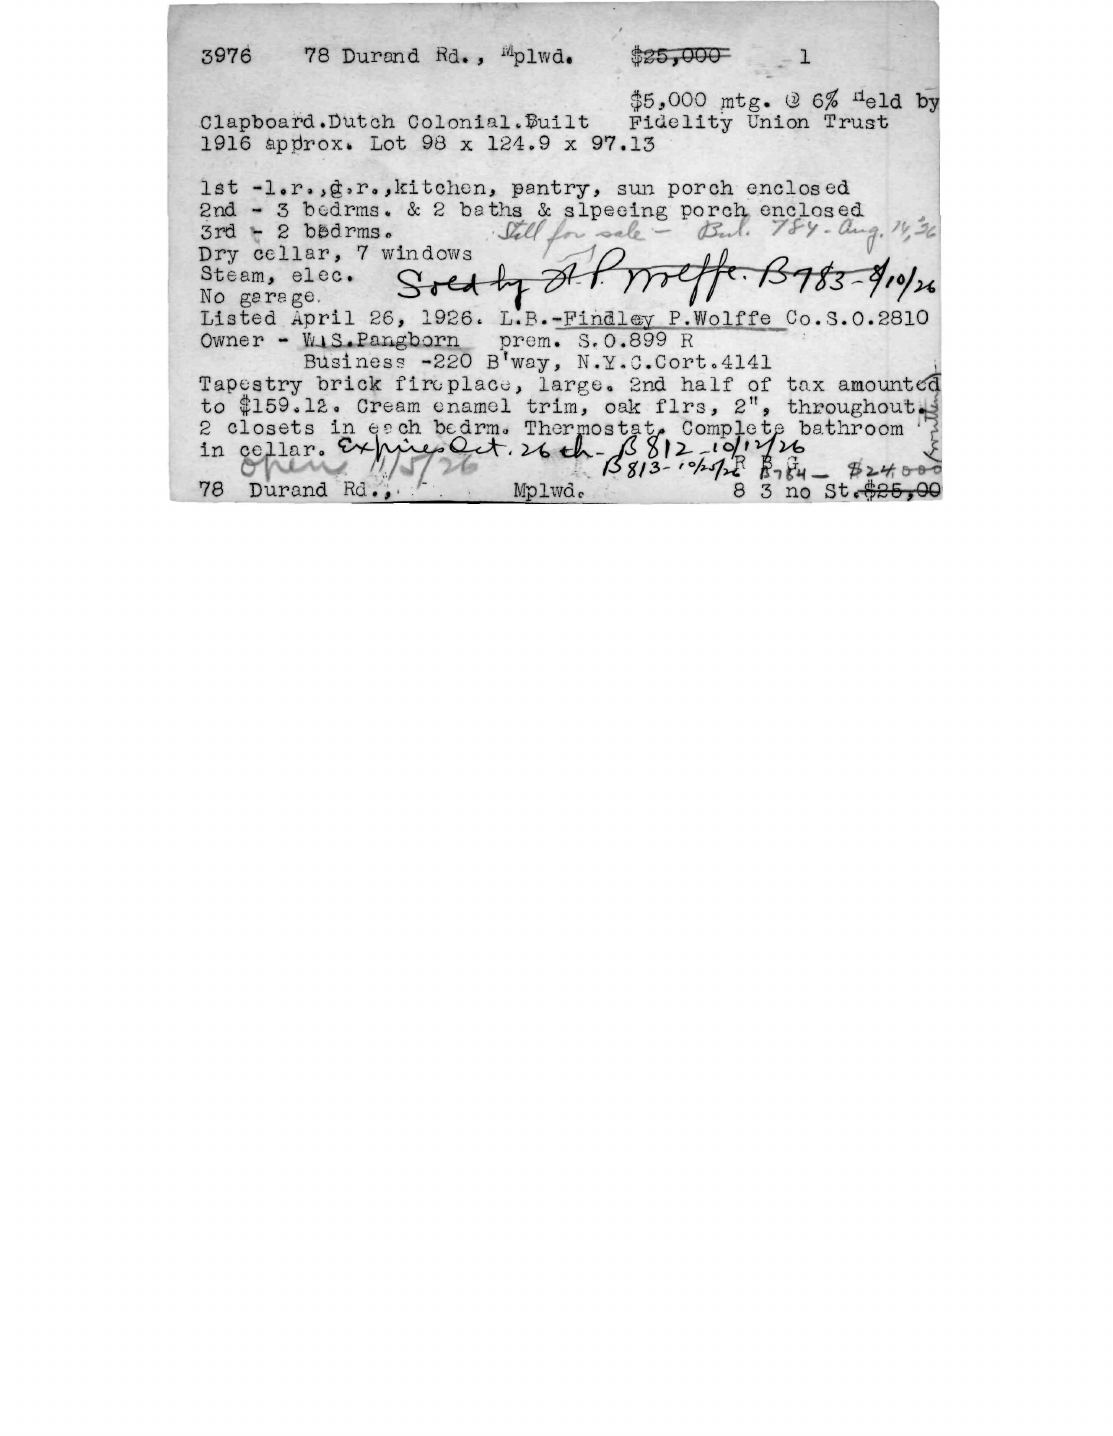 3976 78 Durand Rd., Mplwd. $25,000 1
$5,000 mtg. @ 6% Held by
Clapboard.Dutch Colonial.Built Fidelity Union Trust
1916 approx. Lot 98 x 124.9 x 97.13
1st -l.r.,d.r.,kitchen, pantry, sun porch enclosed
2nd - 3 bedrms. & 2 baths & slpeeing porch enclosed
3rd - 2 bedrms. Still for sale - Bul. 784 - Aug. 14, 26
Dry cellar, 7 windows
Steam, elec. Sold by F. P. Wolffe. B783-8/10/26
No garage.
Listed April 26, 1926. L.B.-Findley P.Wolffe Co.S.O.2810
Owner - W.S.Pangborn prem. S.O.899 R
Business -220 B'way, N.Y.C.Cort.4141
Tapestry brick fireplace, large. 2nd half of tax amounted
to $159.12. Cream enamel trim, oak flrs, 2", throughout.
2 closets in each bedrm. Thermostat. Complete bathroom
in cellar. Expires Oct. 26th - B812-10/12/26
open 11/5/26 B813-10/25/26 R B G B784 - $24000
78 Durand Rd., Mplwd. 8 3 no St.$25,00